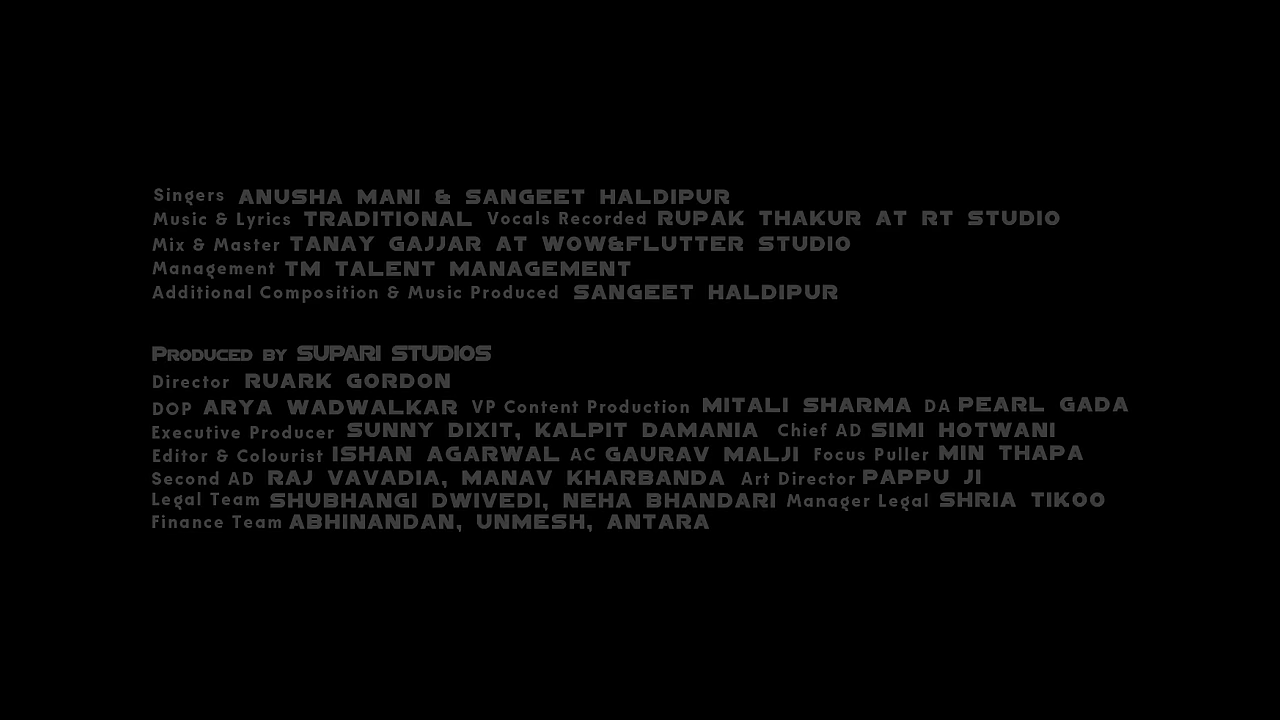 Singers ANUSHA MANI & SANGEET HALDIPUR
Music & Lyrics TRADITIONAL Vocals Recorded RUPAK THAKUR AT RT STUDIO
Mix & Master TANAY GAJJAR AT WOW&FLUTTER STUDIO
Management TM TALENT MANAGEMENT
Additional Composition & Music Produced SANGEET HALDIPUR
PRODUCED BY SUPARI STUDIOS
Director RUARK GORDON
DOP ARYA WADWALKAR VP Content Production MITALI SHARMA DA PEARL GADA
Executive Producer SUNNY DIXIT, KALPIT DAMANIA Chief AD SIMI HOTWANI
Editor & Colourist ISHAN AGARWAL AC GAURAV MALJI Focus Puller MIN THAPA
Second AD RAJ VAVADIA, MANAV KHARBANDA Art Director PAPPU JI
Legal Team SHUBHANGI DWIVEDI, NEHA BHANDARI Manager Legal SHRIA TIKOO
Finance Team ABHINANDAN, UNMESH, ANTARA